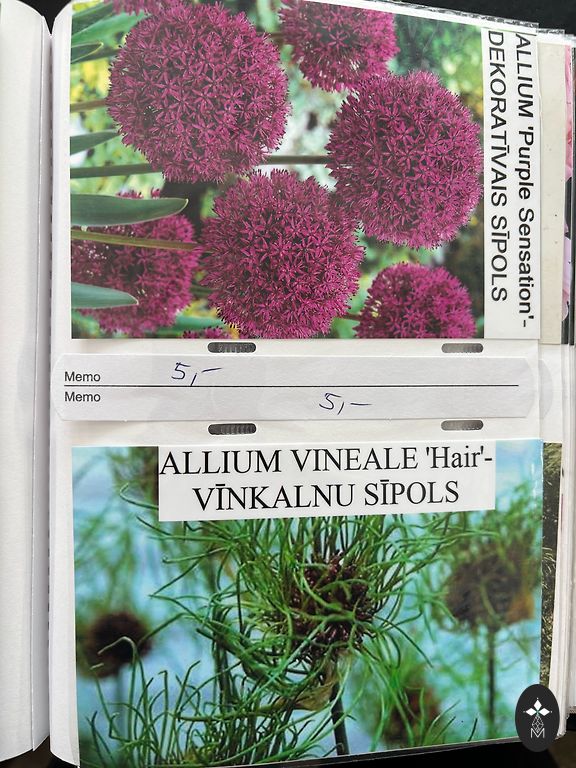 ALLIUM 'Purple Sensation'-
DEKORATĪVAIS SĪPOLS
Memo 5,-
Memo 5,-
ALLIUM VINEALE 'Hair'-
VĪNKALNU SĪPOLS